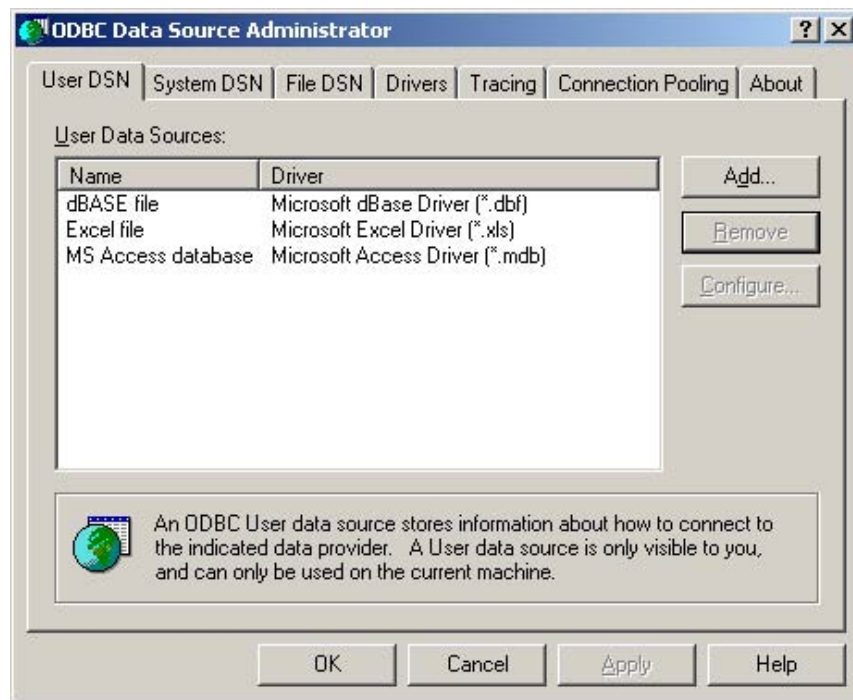 ODBC Data Source Administrator
User DSN System DSN File DSN Drivers Tracing Connection Pooling About
User Data Sources:
Name Driver
dBASE file Microsoft dBase Driver (*.dbf)
Excel file Microsoft Excel Driver (*.xls)
MS Access database Microsoft Access Driver (*.mdb)
Add...
Remove
Configure...
An ODBC User data source stores information about how to connect to
the indicated data provider. A User data source is only visible to you,
and can only be used on the current machine.
OK Cancel Apply Help